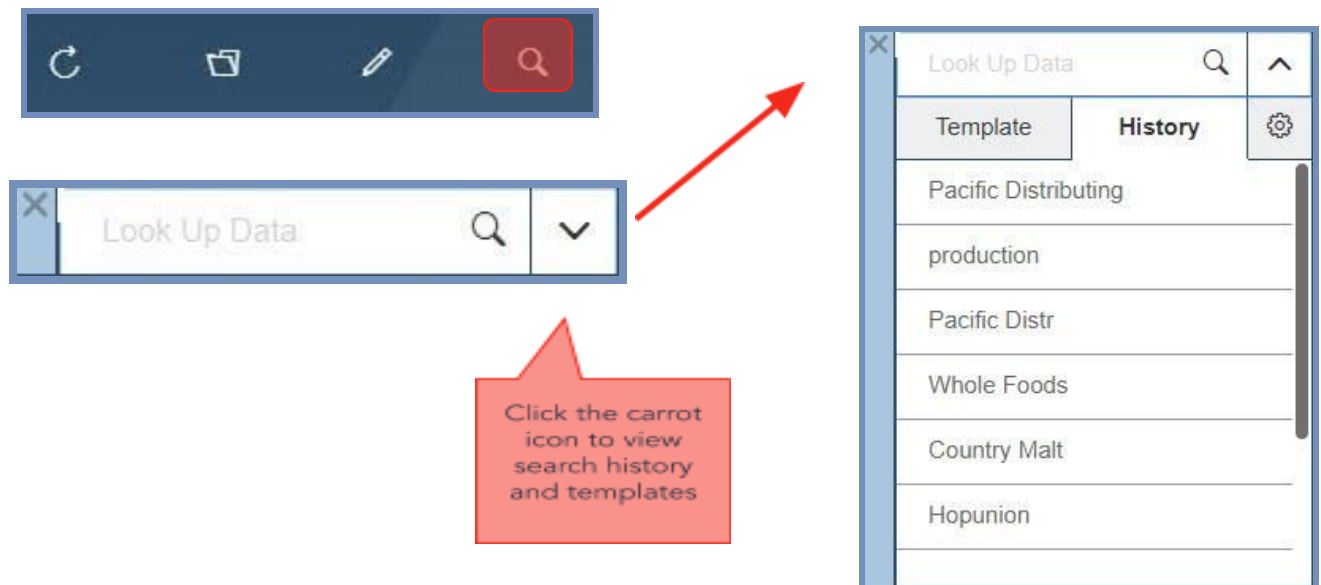 Look Up Data
Click the carrot
icon to view
search history
and templates
Look Up Data
Template History
Pacific Distributing
production
Pacific Distr
Whole Foods
Country Malt
Hopunion